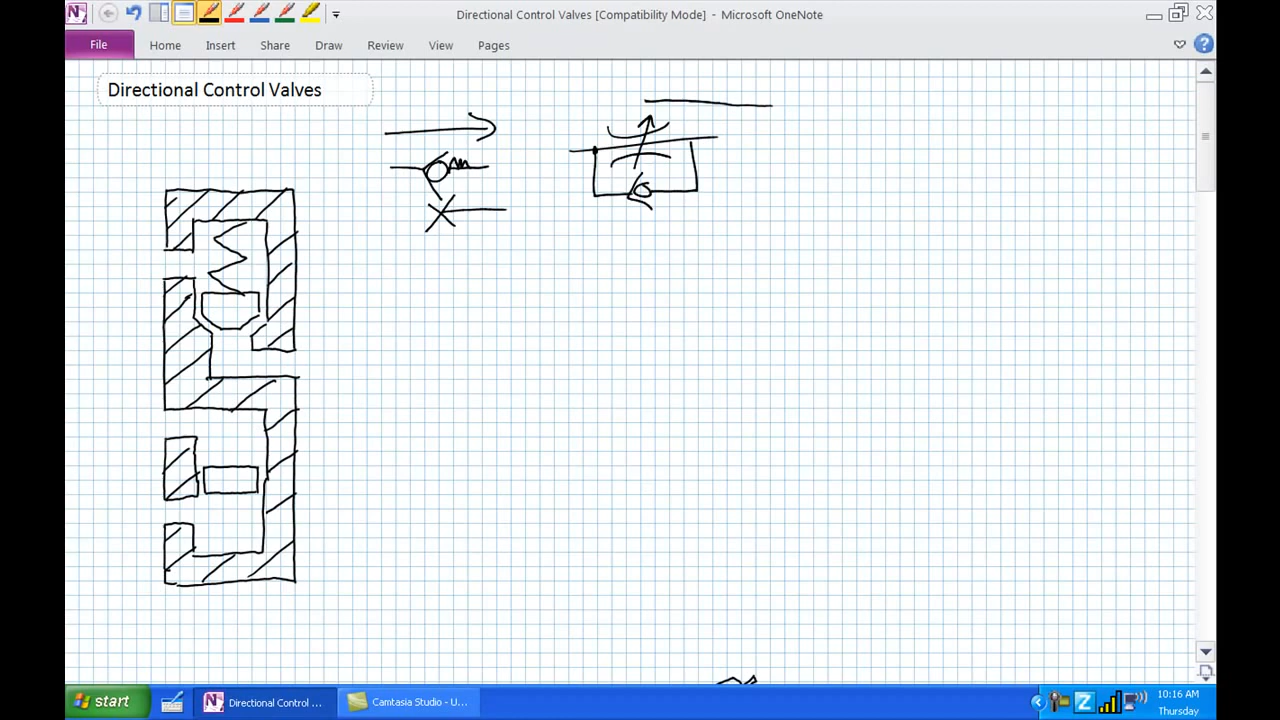 Directional Control Valves [Compatibility Mode] - Microsoft OneNote
File Home Insert Share Draw Review View Pages
Directional Control Valves
start Directional Control ... Camtasia Studio - U... 10:16 AM
Thursday